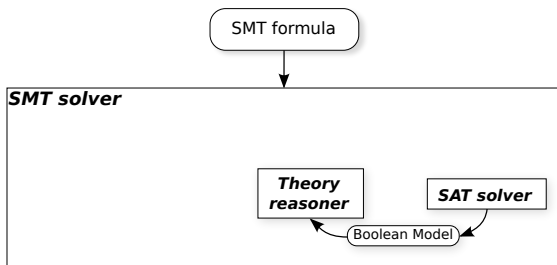 SMT formula
SMT solver
Theory
reasoner
SAT solver
Boolean Model